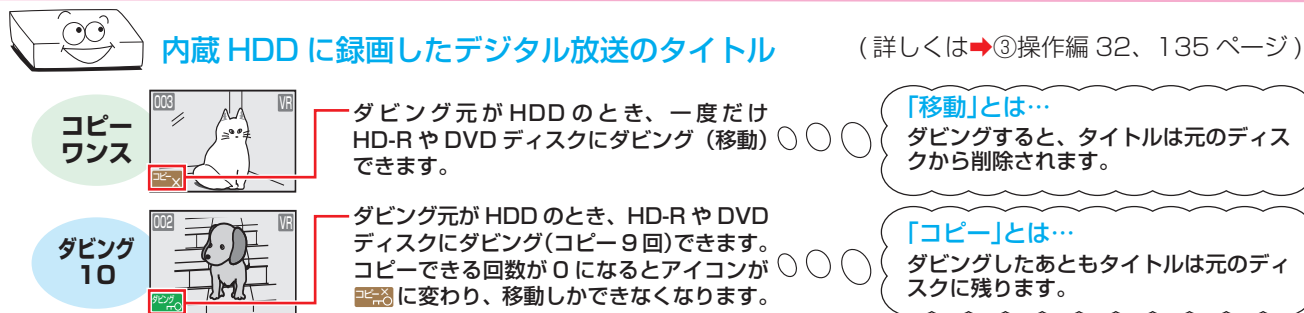 内蔵 HDD に録画したデジタル放送のタイトル
(詳しくは➡③操作編 32、135 ページ)
コピー
ワンス
003
VR
コピー×
ダビング元が HDD のとき、一度だけ
HD-R や DVD ディスクにダビング（移動）
できます。
「移動」とは…
ダビングすると、タイトルは元のディス
クから削除されます。
ダビング
10
002
VR
ダビング
ダビング元が HDD のとき、HD-R や DVD
ディスクにダビング(コピー 9 回)できます。
コピーできる回数が 0 になるとアイコンが
コピー×に変わり、移動しかできなくなります。
「コピー」とは…
ダビングしたあともタイトルは元のディ
スクに残ります。